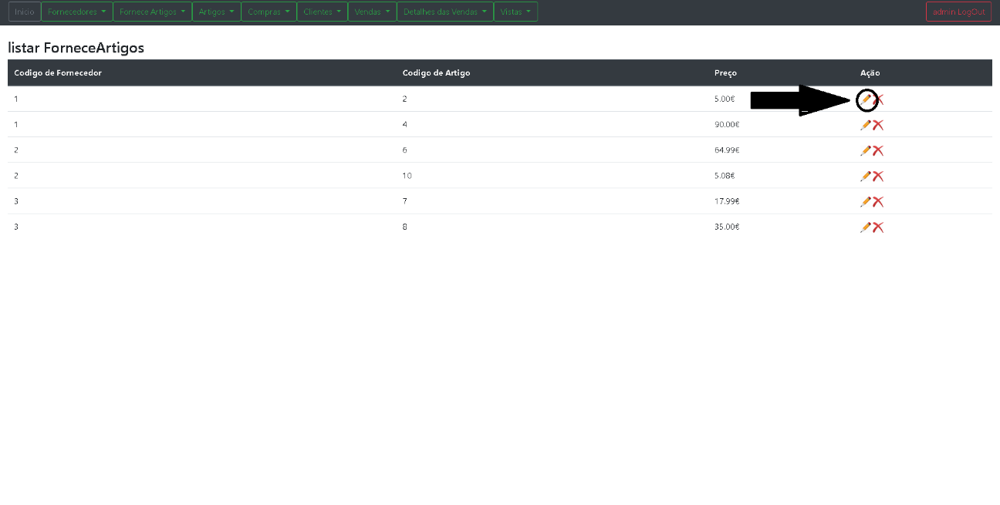 Inicio Fornecedores Fornece Artigos Artigos Compras Clientes Vendas Detalhes das Vendas Vistas admin LogOut
listar ForneceArtigos
Codigo de Fornecedor Codigo de Artigo Preço Ação
1 2 5.00€
1 4 90.00€
2 6 64.99€
2 10 5.08€
3 7 17.99€
3 8 35.00€